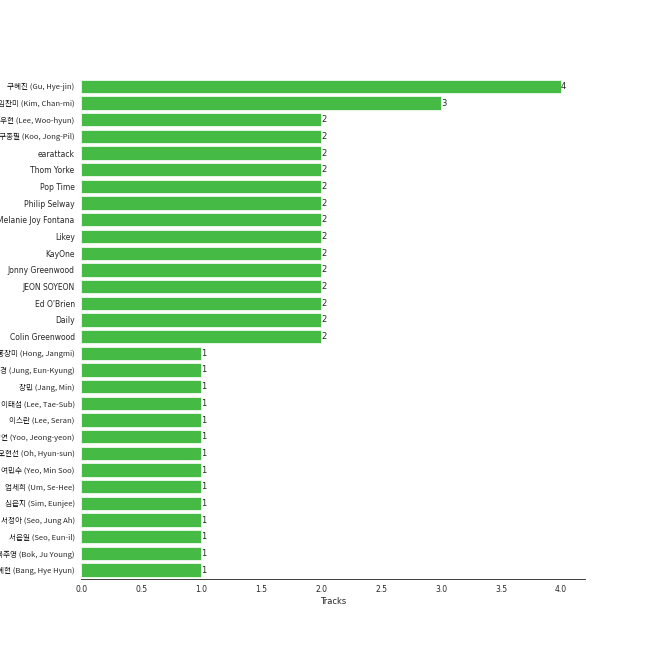 구혜진 (Gu, Hye-jin) 4
김찬미 (Kim, Chan-mi) 3
우현 (Lee, Woo-hyun) 2
구종필 (Koo, Jong-Pil) 2
earattack 2
Thom Yorke 2
Pop Time 2
Philip Selway 2
Melanie Joy Fontana 2
Likey 2
KayOne 2
Jonny Greenwood 2
JEON SOYEON 2
Ed O'Brien 2
Daily 2
Colin Greenwood 2
홍장미 (Hong, Jangmi) 1
경 (Jung, Eun-Kyung) 1
장민 (Jang, Min) 1
이태섭 (Lee, Tae-Sub) 1
이스란 (Lee, Seran) 1
연 (Yoo, Jeong-yeon) 1
오현선 (Oh, Hyun-sun) 1
여민수 (Yeo, Min Soo) 1
엄세희 (Um, Se-Hee) 1
심은지 (Sim, Eunjee) 1
서정아 (Seo, Jung Ah) 1
서은일 (Seo, Eun-il) 1
복주영 (Bok, Ju Young) 1
혜현 (Bang, Hye Hyun) 1
0.0 0.5 1.0 1.5 2.0 2.5 3.0 3.5 4.0
Tracks